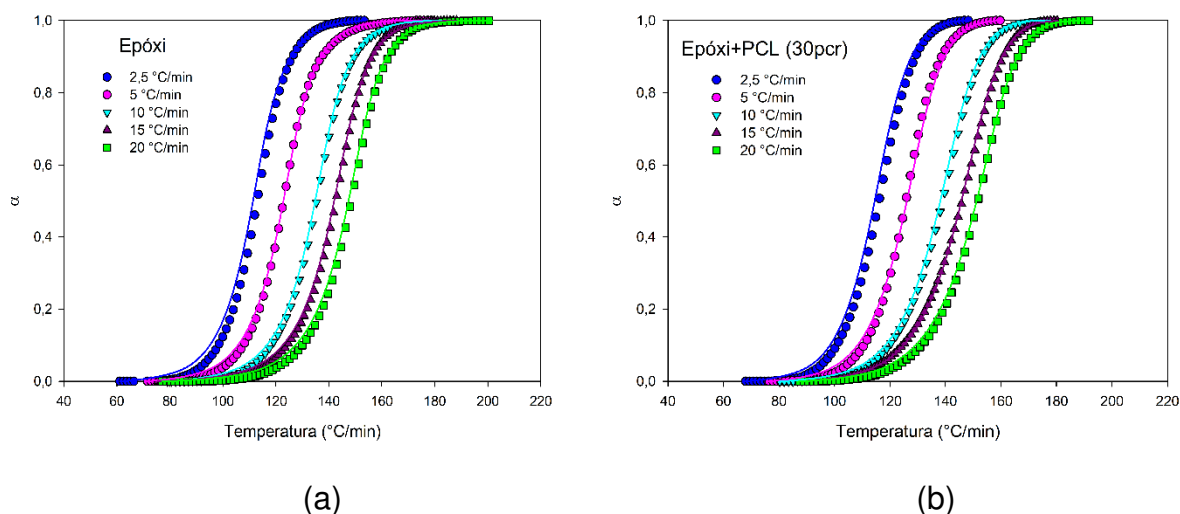 1,0
0,8
0,6
0,4
0,2
0,0
α
Epóxi
2,5 °C/min
5 °C/min
10 °C/min
15 °C/min
20 °C/min
40 60 80 100 120 140 160 180 200 220
Temperatura (°C/min)
(a)
1,0
0,8
0,6
0,4
0,2
0,0
α
Epóxi+PCL (30pcr)
2,5 °C/min
5 °C/min
10 °C/min
15 °C/min
20 °C/min
40 60 80 100 120 140 160 180 200 220
Temperatura (°C/min)
(b)